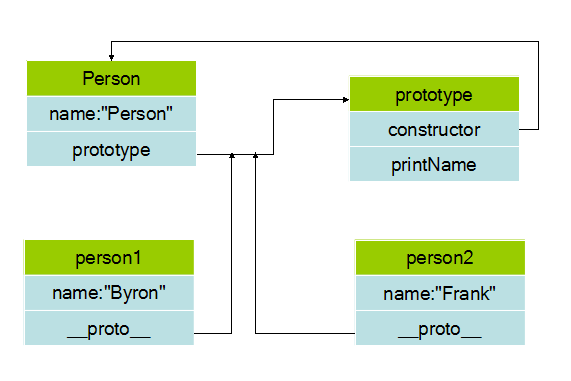 Person
name:"Person"
prototype
prototype
constructor
printName
person1
name:"Byron"
__proto__
person2
name:"Frank"
__proto__